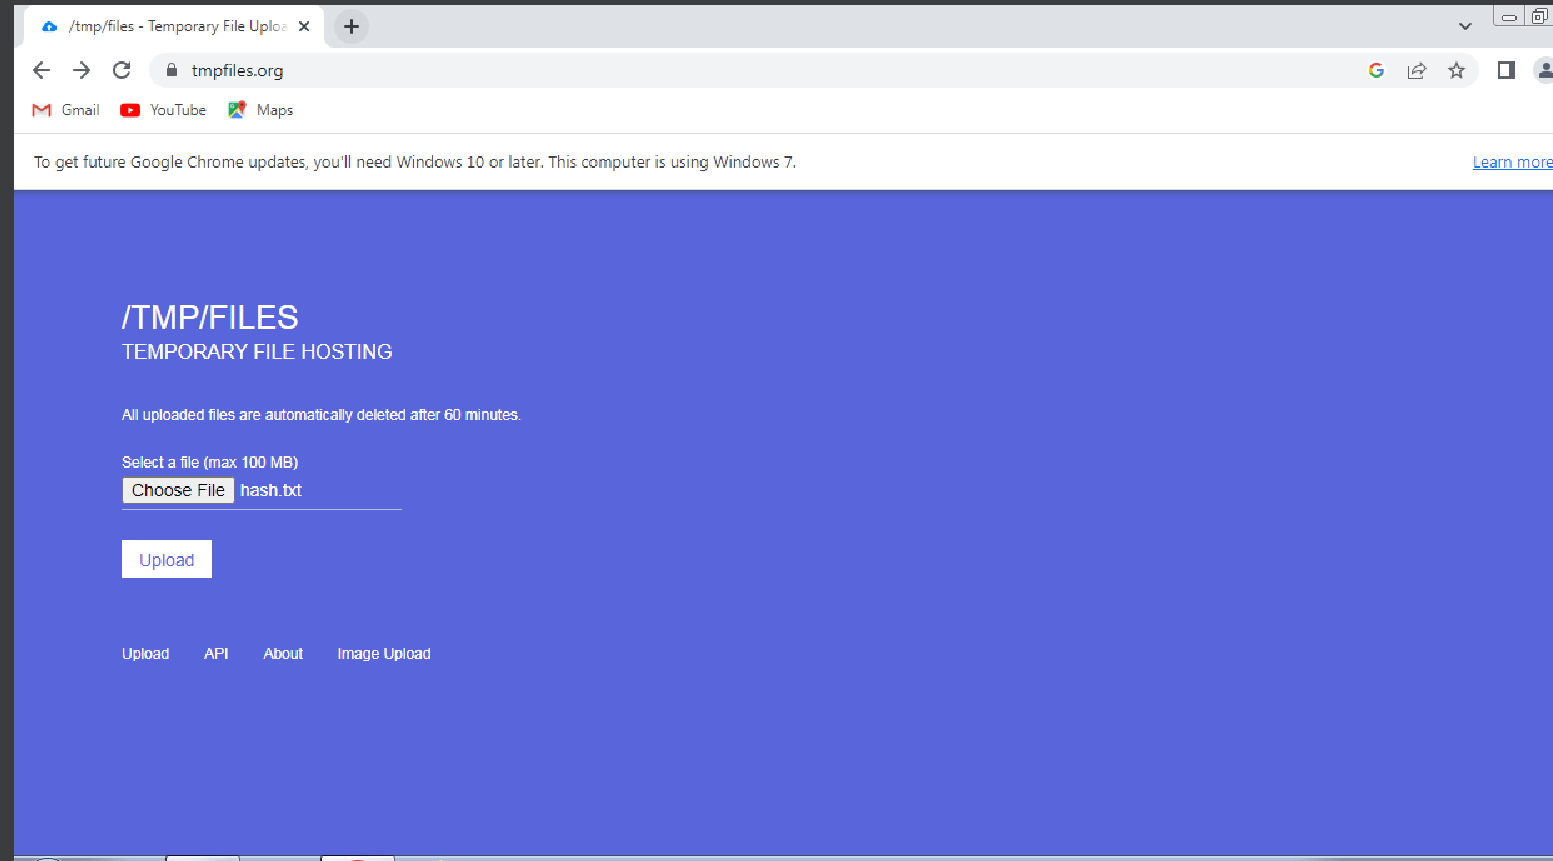 /tmp/files - Temporary File Uploa
tmpfiles.org
Gmail YouTube Maps
To get future Google Chrome updates, you'll need Windows 10 or later. This computer is using Windows 7. Learn more
/TMP/FILES
TEMPORARY FILE HOSTING
All uploaded files are automatically deleted after 60 minutes.
Select a file (max 100 MB)
Choose File hash.txt
Upload
Upload API About Image Upload